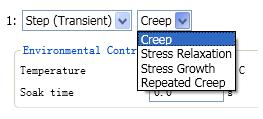 1: Step (Transient) Creep
Creep
Environmental Contr
Stress Relaxation
Temperature C
Stress Growth
Repeated Creep
Soak time 0.0 s